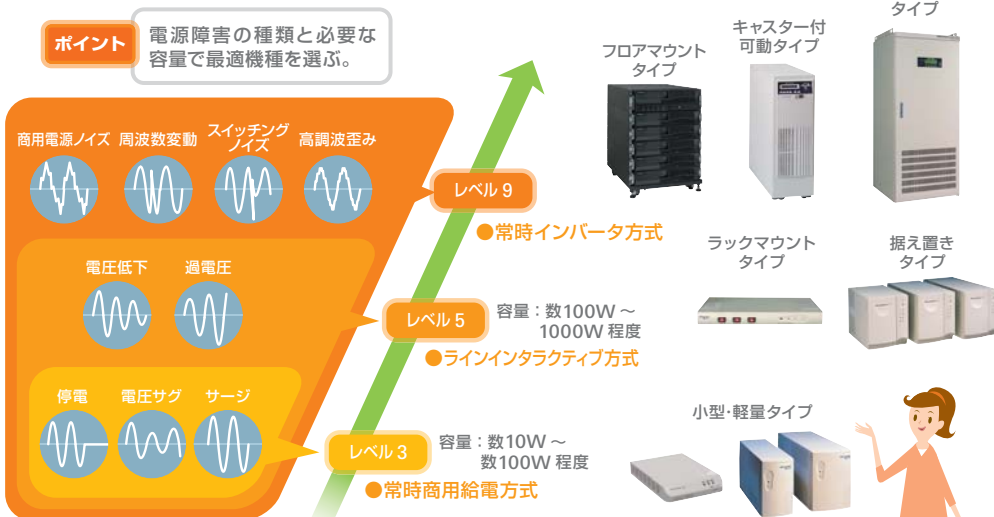 ポイント
電源障害の種類と必要な
容量で最適機種を選ぶ。
タイプ
キャスター付
可動タイプ
フロアマウント
タイプ
商用電源ノイズ
周波数変動
スイッチング
ノイズ
高調波歪み
レベル 9
●常時インバータ方式
電圧低下
過電圧
ラックマウント
タイプ
据え置き
タイプ
レベル 5
容量：数100W ～
1000W 程度
●ラインインタラクティブ方式
停電
電圧サグ
サージ
小型・軽量タイプ
レベル 3
容量：数10W ～
数100W 程度
●常時商用給電方式